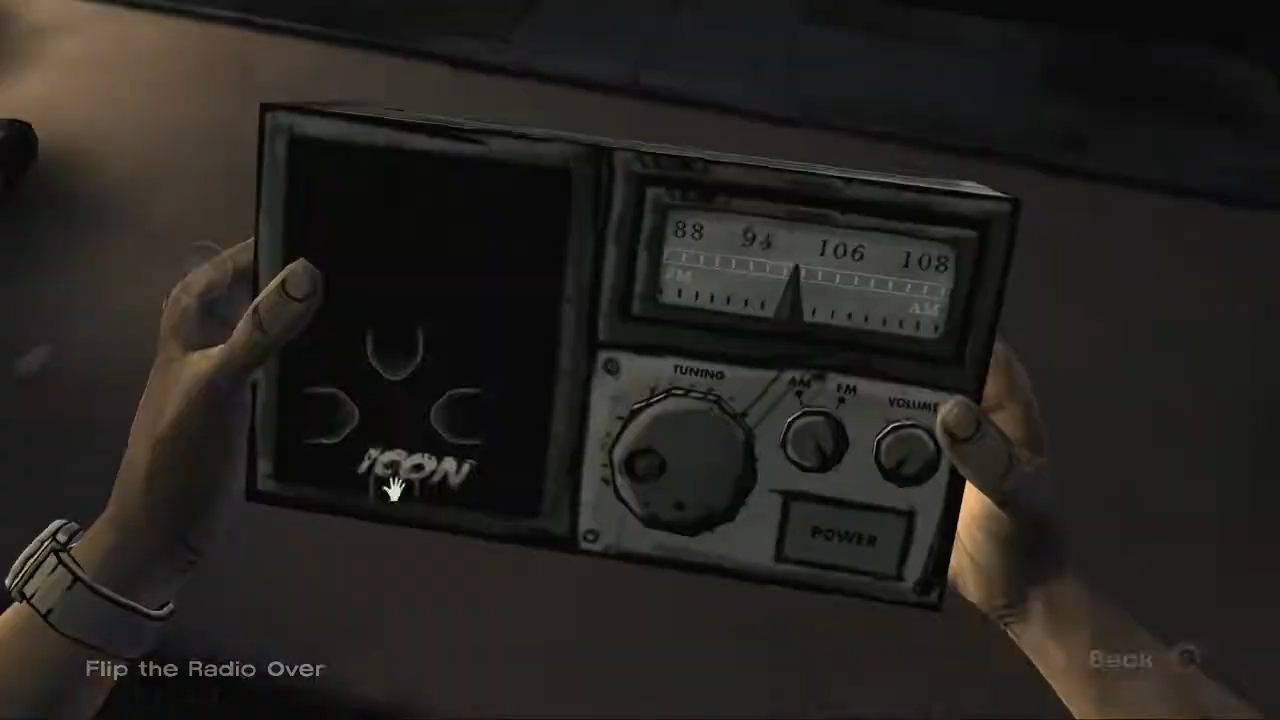 88 94 106 108
FM
AM
TUNING
AM FM
VOLUME
ICON
POWER
Flip the Radio Over
Back